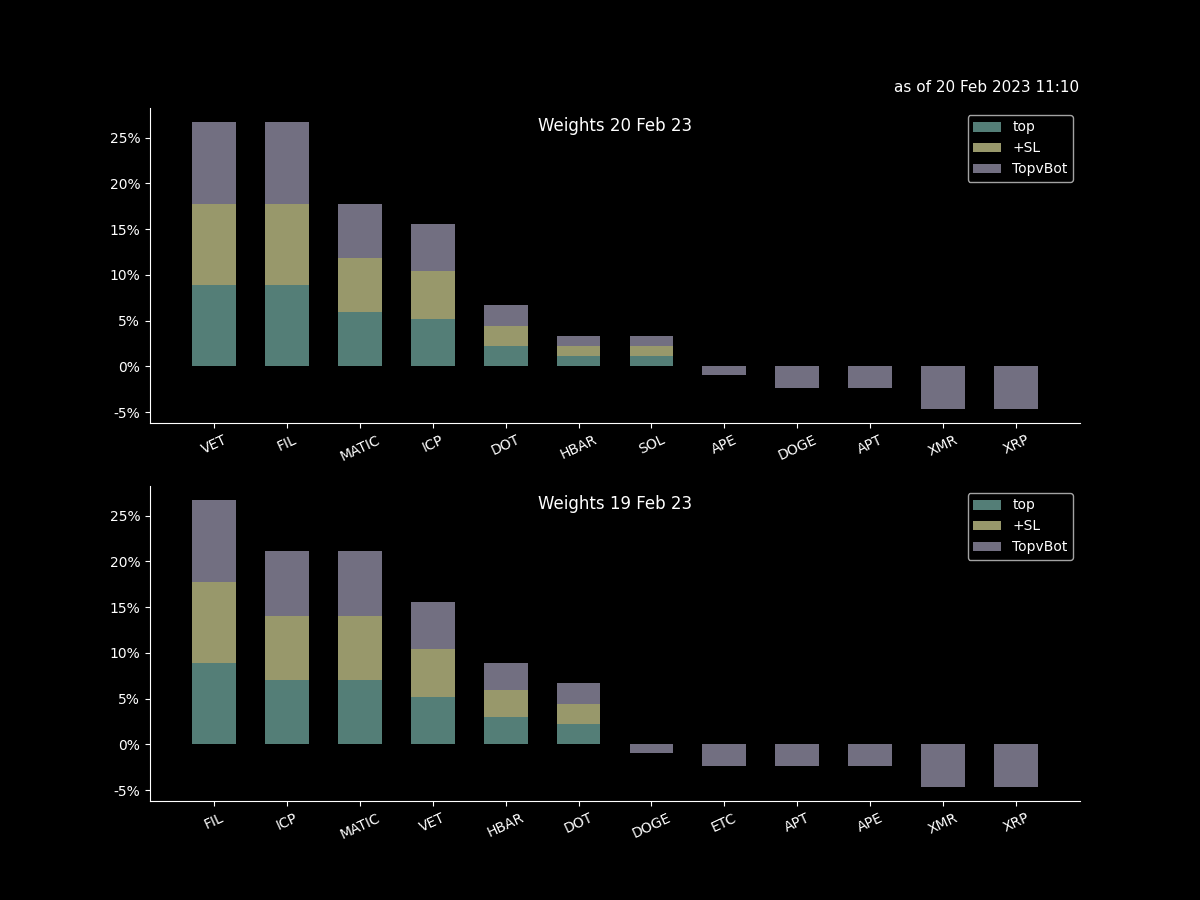 as of 20 Feb 2023 11:10
Weights 20 Feb 23
top
+SL
TopvBot
25%
20%
15%
10%
5%
0%
-5%
VET FIL MATIC ICP DOT HBAR SOL APE DOGE APT XMR XRP
Weights 19 Feb 23
top
+SL
TopvBot
25%
20%
15%
10%
5%
0%
-5%
FIL ICP MATIC VET HBAR DOT DOGE ETC APT APE XMR XRP